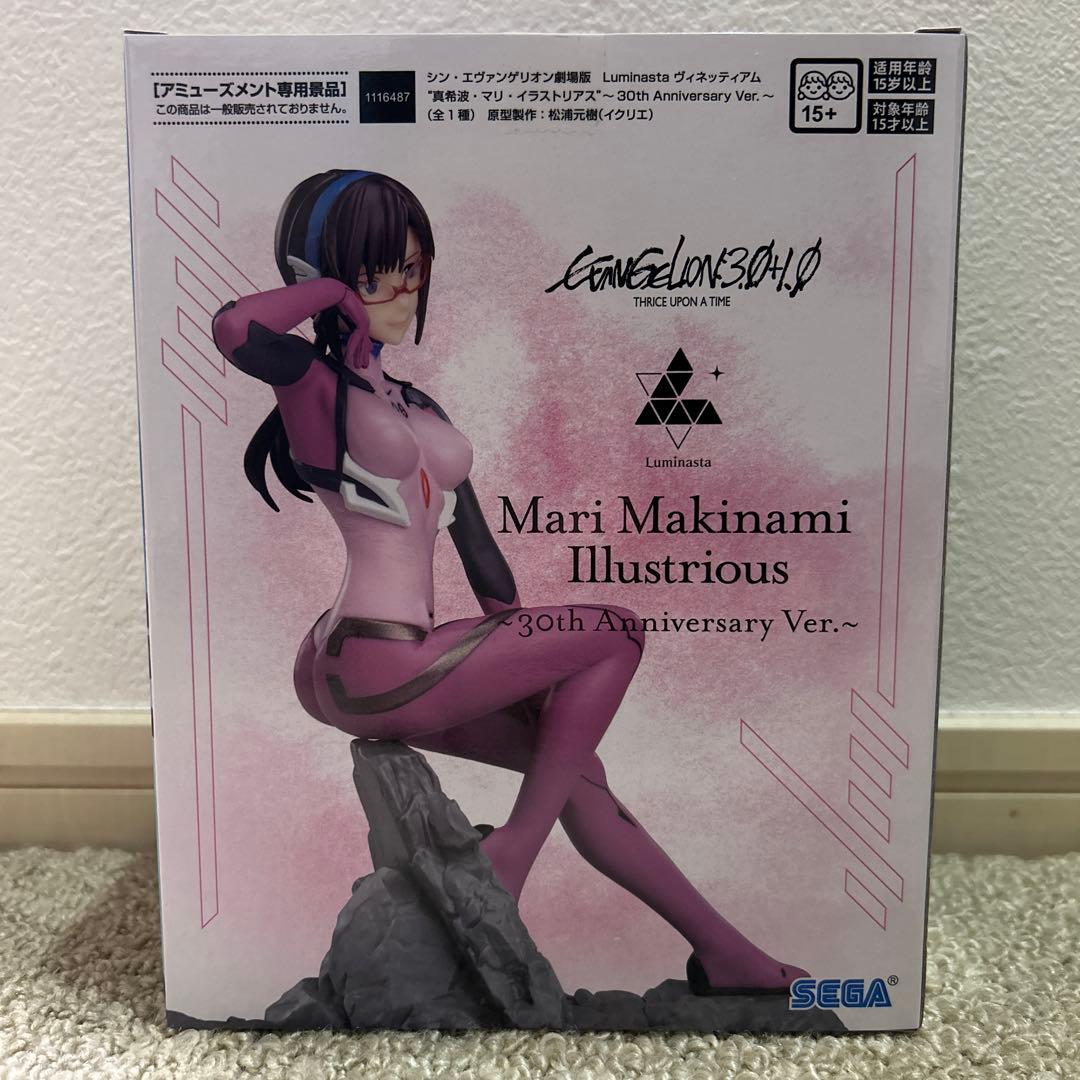 [アミューズメント専用景品]
この商品は一般販売されておりません。
1116487
シン・エヴァンゲリオン劇場版 Luminasta ヴィネッティアム
"真希波・マリ・イラストリアス"～30th Anniversary Ver.～
(全1種) 原型製作：松浦元樹(イクリエ)
15+
适用年龄
15岁以上
対象年齢
15才以上
EVANGELION:3.0+1.0
THRICE UPON A TIME
Luminasta
Mari Makinami
Illustrious
~30th Anniversary Ver.~
08
SEGA®